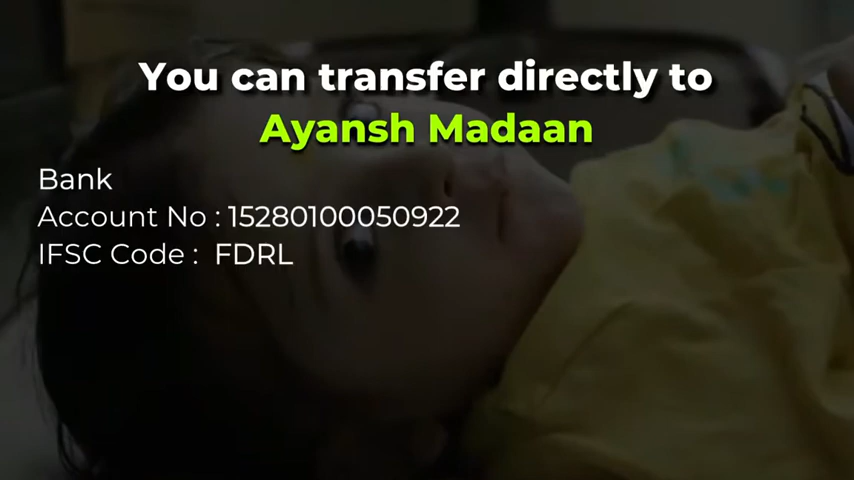 You can transfer directly to
Ayansh Madaan
Bank
Account No : 15280100050922
IFSC Code : FDRL